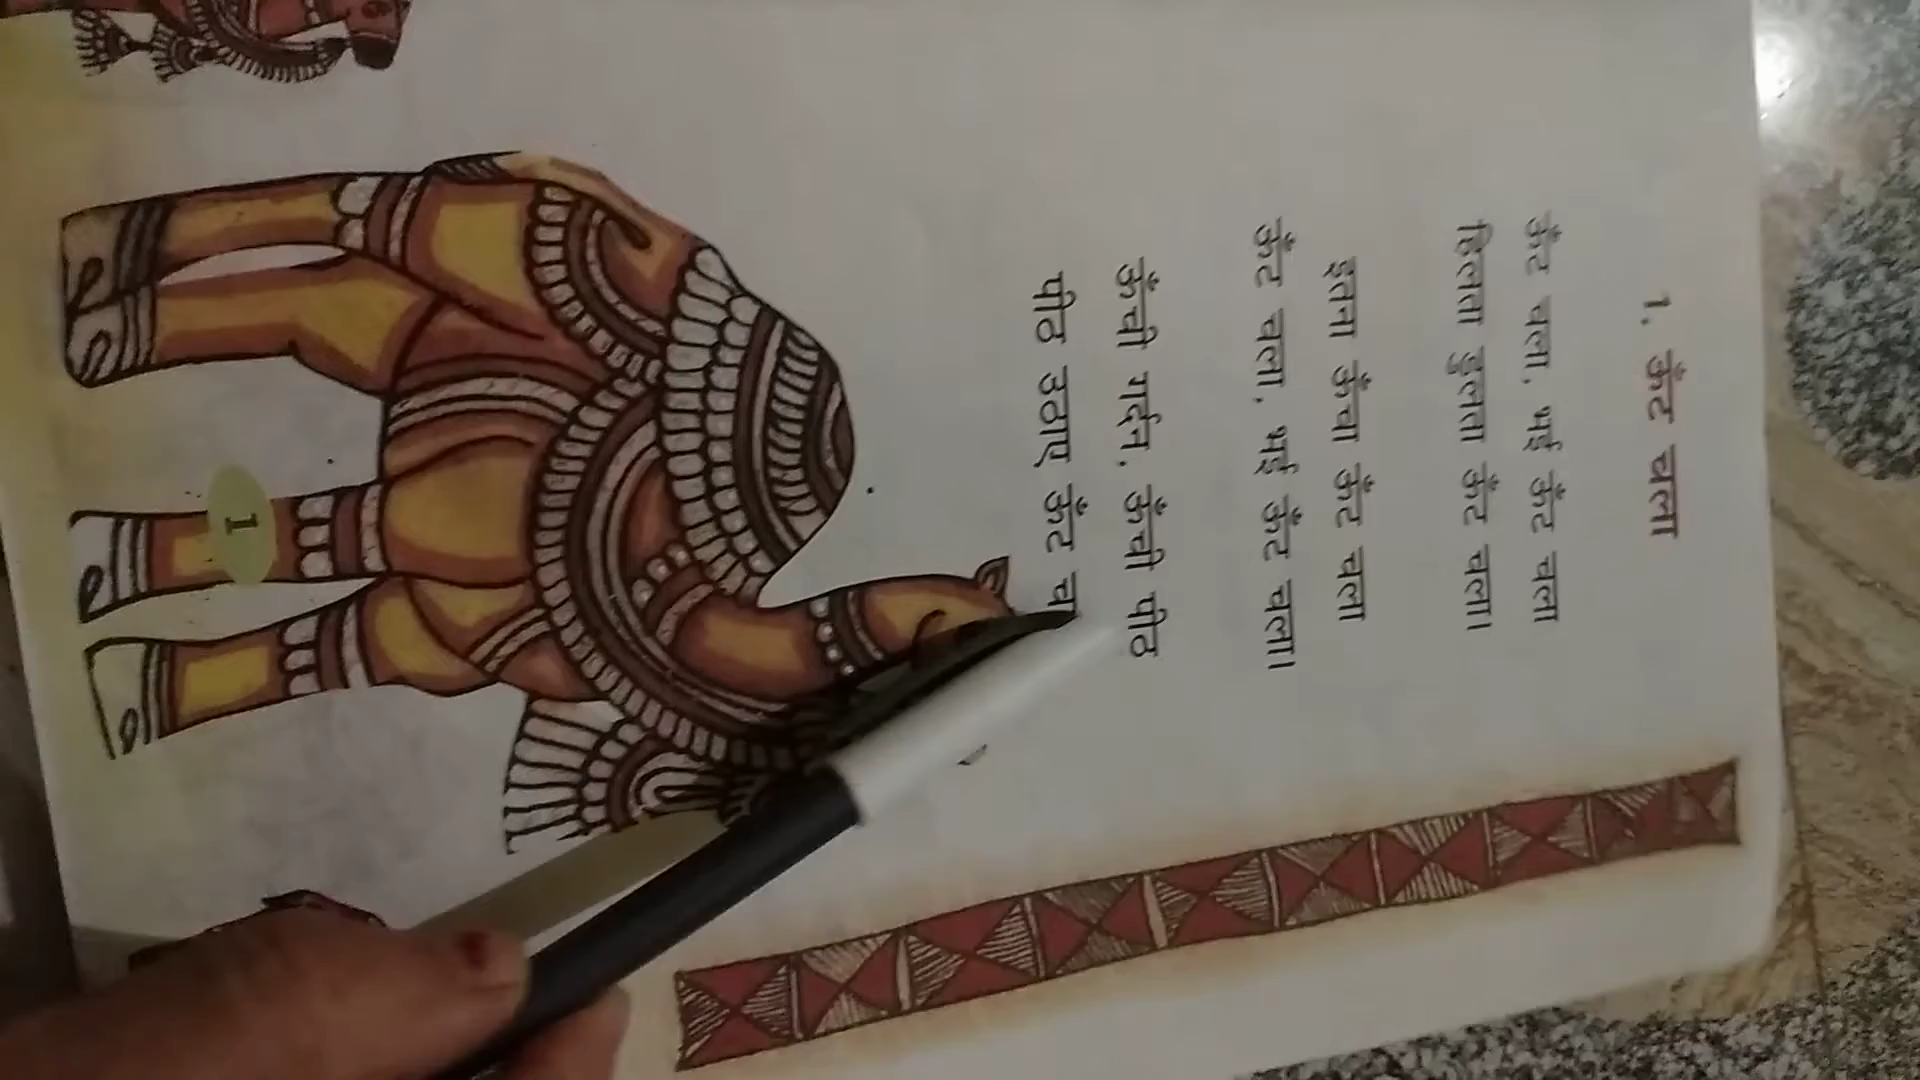 1. ऊँट चला
ऊँट चला, भई ऊँट चला
हिलता डुलता ऊँट चला।
इतना ऊँचा ऊँट चला
ऊँट चला, भई ऊँट चला।
ऊँची गर्दन, ऊँची पीठ
पीठ उठाए ऊँट
1